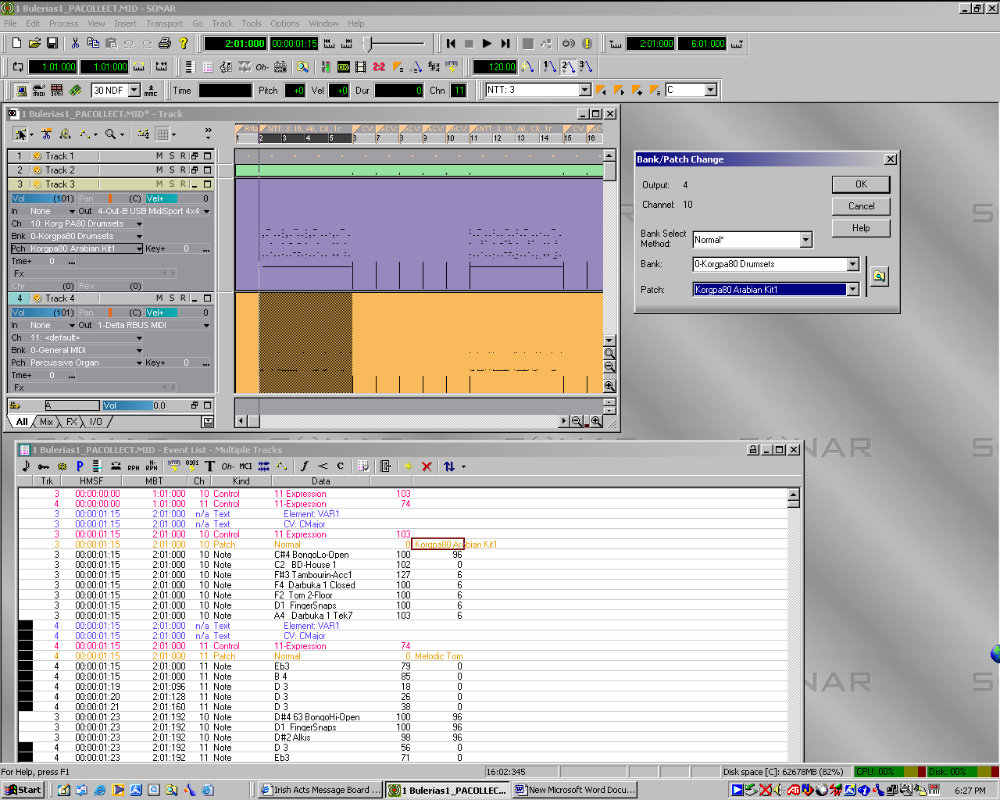 1 Bulerias1_PACOLLECT.MID - SONAR
File Edit Process View Insert Transport Go Track Tools Options Window Help
2:01:000 00:00:01:15 2:01:000 6:01:000
1:01:000 1:01:000 Oh- 2:2 120.00 1 2 3
30 NDF mmc Time Pitch +0 Vel +0 Dur 0 Chn 11 NTT: 3 C
1 Bulerias1_PACOLLECT.MID* - Track
NTT: 3: 16, A0, C8, 1r CV: CV: CV: CV: NTT: 3: 16, A0, C8, 1r CV:
1 2 3 4 5 6 7 8 9 10 11 12 13 14 15 16
1 Track 1 M S R
2 Track 2 M S R
3 Track 3 M S R
Vol (101) Pan (C) Vel+ 0
In None Out 4-Out-B USB MidiSport 4x4
Ch 10: Korg PA80 Drumsets
Bnk 0-Korgpa80 Drumsets
Pch Korgpa80 Arabian Kit1 Key+ 0 ...
Tme+ 0 ...
Fx
Chr (0) Rev (0)
4 Track 4 M S R
Vol (101) Pan (C) Vel+ 0
In None Out 1-Delta RBUS MIDI
Ch 11: <default>
Bnk 0-General MIDI
Pch Percussive Organ Key+ 0 ...
Tme+ 0 ...
Fx
A Vol 0.0
All Mix FX I/O
Bank/Patch Change
Output: 4
Channel: 10
OK
Cancel
Help
Bank Select Method: Normal*
Bank: 0-Korgpa80 Drumsets
Patch: Korgpa80 Arabian Kit1
SONAR
1 Bulerias1_PACOLLECT.MID - Event List - Multiple Tracks
P RPN N-RPN 0101 T Oh- MCI f < C
Trk HMSF MBT Ch Kind Data
3 00:00:00:00 1:01:000 10 Control 11 Expression 103
4 00:00:00:00 1:01:000 11 Control 11-Expression 74
3 00:00:01:15 2:01:000 n/a Text Element: VAR1
3 00:00:01:15 2:01:000 n/a Text CV: CMajor
3 00:00:01:15 2:01:000 10 Control 11 Expression 103
3 00:00:01:15 2:01:000 10 Patch Normal 0 Korgpa80 Arabian Kit1
3 00:00:01:15 2:01:000 10 Note C#4 BongoLo-Open 100 96
3 00:00:01:15 2:01:000 10 Note C2 BD-House 1 102 0
3 00:00:01:15 2:01:000 10 Note F#3 Tambourin-Acc1 127 6
3 00:00:01:15 2:01:000 10 Note F4 Darbuka 1 Closed 100 6
3 00:00:01:15 2:01:000 10 Note F2 Tom 2-Floor 100 6
3 00:00:01:15 2:01:000 10 Note D1 FingerSnaps 100 6
3 00:00:01:15 2:01:000 10 Note A4 Darbuka 1 Tek7 103 6
4 00:00:01:15 2:01:000 n/a Text Element: VAR1
4 00:00:01:15 2:01:000 n/a Text CV: CMajor
4 00:00:01:15 2:01:000 11 Control 11-Expression 74
4 00:00:01:15 2:01:000 11 Patch Normal 0 Melodic Tom
4 00:00:01:15 2:01:000 11 Note Eb3 79 0
4 00:00:01:15 2:01:000 11 Note B 4 85 0
4 00:00:01:19 2:01:096 11 Note D 3 18 0
4 00:00:01:20 2:01:128 11 Note D 3 26 0
4 00:00:01:21 2:01:160 11 Note D 3 38 0
3 00:00:01:23 2:01:192 10 Note D#4 63 BongoHi-Open 100 96
3 00:00:01:23 2:01:192 10 Note D1 FingerSnaps 100 96
3 00:00:01:23 2:01:192 10 Note D#2 Alkis 98 96
4 00:00:01:23 2:01:192 11 Note D 3 56 0
4 00:00:01:23 2:01:192 11 Note Eb3 71 0
For Help, press F1 16:02:345 Disk space [C]: 62678MB (82%) CPU: 00% Disk: 00%
Start Irish Acts Message Board ... 1 Bulerias1_PACOLLEC... New Microsoft Word Docu... 6:27 PM